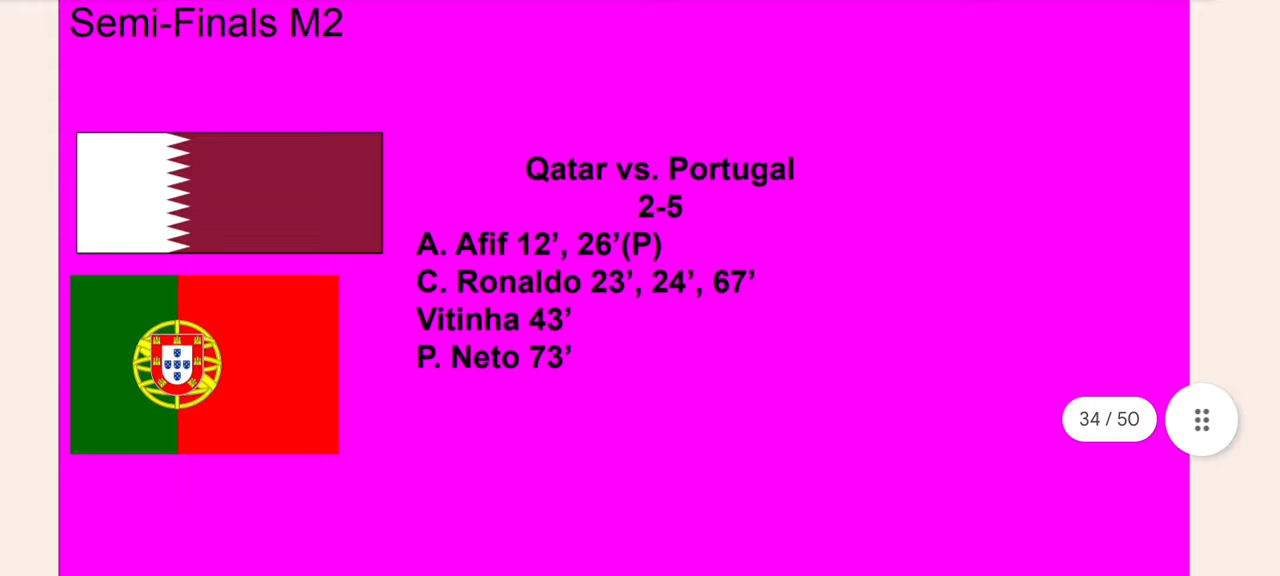 Semi-Finals M2
Qatar vs. Portugal
2-5
A. Afif 12’, 26’(P)
C. Ronaldo 23’, 24’, 67’
Vitinha 43’
P. Neto 73’
34 / 50